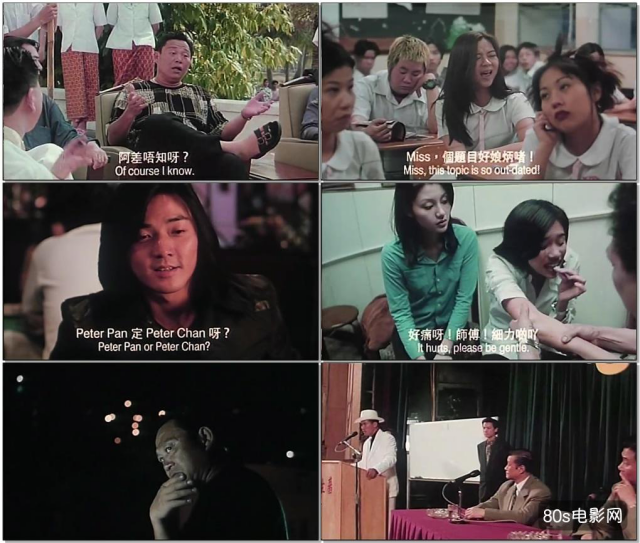 阿差唔知呀？
Of course I know.
Miss，個題目好娘炳啫！
Miss, this topic is so out-dated!
Peter Pan 定 Peter Chan 呀？
Peter Pan or Peter Chan?
好痛呀！師傅！細力啲吖
It hurts, please be gentle.
80s电影网